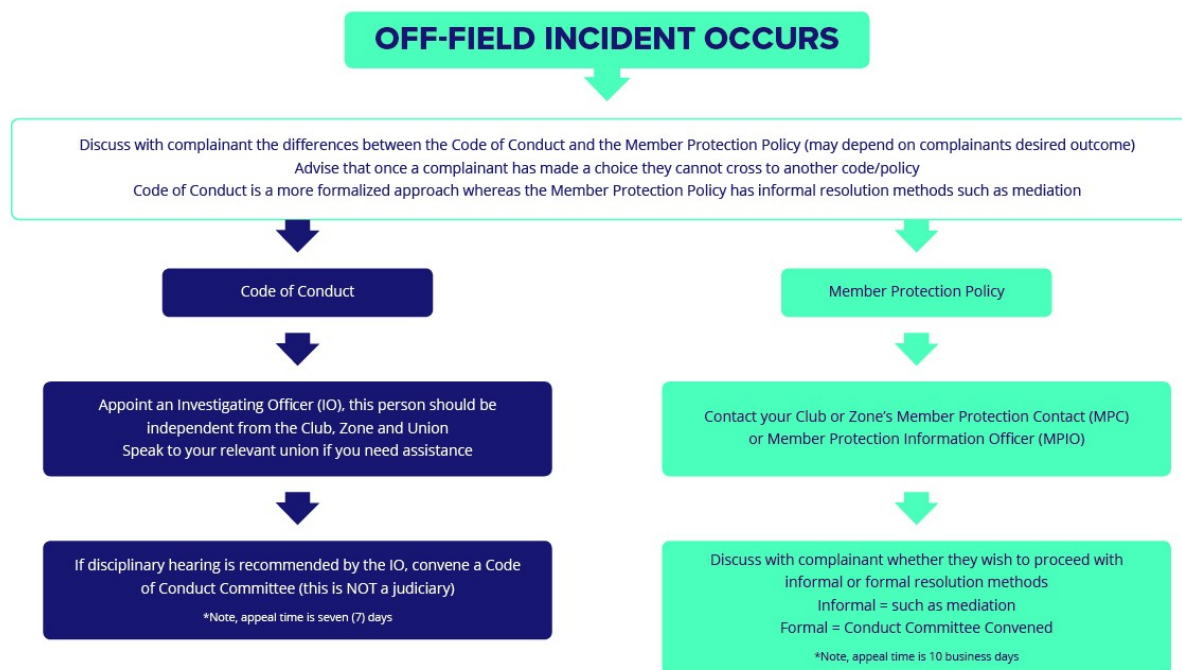 OFF-FIELD INCIDENT OCCURS
Discuss with complainant the differences between the Code of Conduct and the Member Protection Policy (may depend on complainants desired outcome)
Advise that once a complainant has made a choice they cannot cross to another code/policy
Code of Conduct is a more formalized approach whereas the Member Protection Policy has informal resolution methods such as mediation
Code of Conduct
Appoint an Investigating Officer (IO), this person should be
independent from the Club, Zone and Union
Speak to your relevant union if you need assistance
If disciplinary hearing is recommended by the IO, convene a Code
of Conduct Committee (this is NOT a judiciary)
*Note, appeal time is seven (7) days
Member Protection Policy
Contact your Club or Zone’s Member Protection Contact (MPC)
or Member Protection Information Officer (MPIO)
Discuss with complainant whether they wish to proceed with
informal or formal resolution methods
Informal = such as mediation
Formal = Conduct Committee Convened
*Note, appeal time is 10 business days